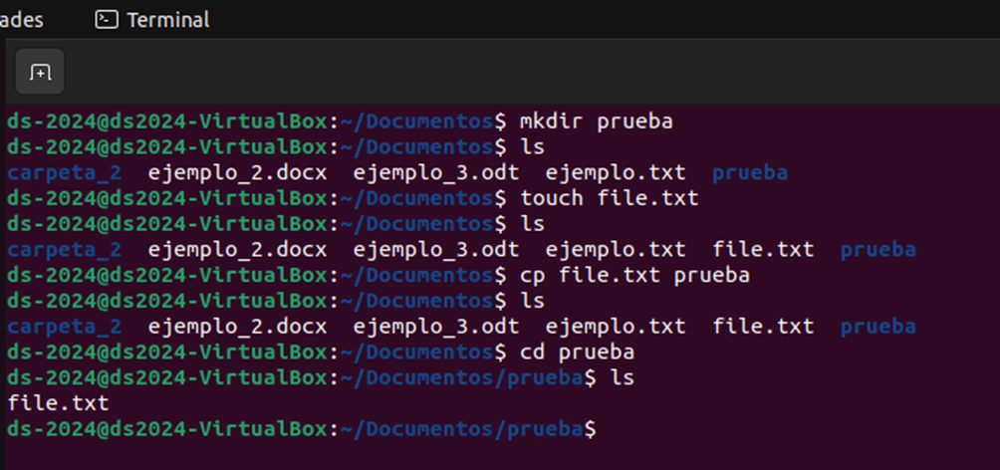 ades Terminal
ds-2024@ds2024-VirtualBox:~/Documentos$ mkdir prueba
ds-2024@ds2024-VirtualBox:~/Documentos$ ls
carpeta_2 ejemplo_2.docx ejemplo_3.odt ejemplo.txt prueba
ds-2024@ds2024-VirtualBox:~/Documentos$ touch file.txt
ds-2024@ds2024-VirtualBox:~/Documentos$ ls
carpeta_2 ejemplo_2.docx ejemplo_3.odt ejemplo.txt file.txt prueba
ds-2024@ds2024-VirtualBox:~/Documentos$ cp file.txt prueba
ds-2024@ds2024-VirtualBox:~/Documentos$ ls
carpeta_2 ejemplo_2.docx ejemplo_3.odt ejemplo.txt file.txt prueba
ds-2024@ds2024-VirtualBox:~/Documentos$ cd prueba
ds-2024@ds2024-VirtualBox:~/Documentos/prueba$ ls
file.txt
ds-2024@ds2024-VirtualBox:~/Documentos/prueba$